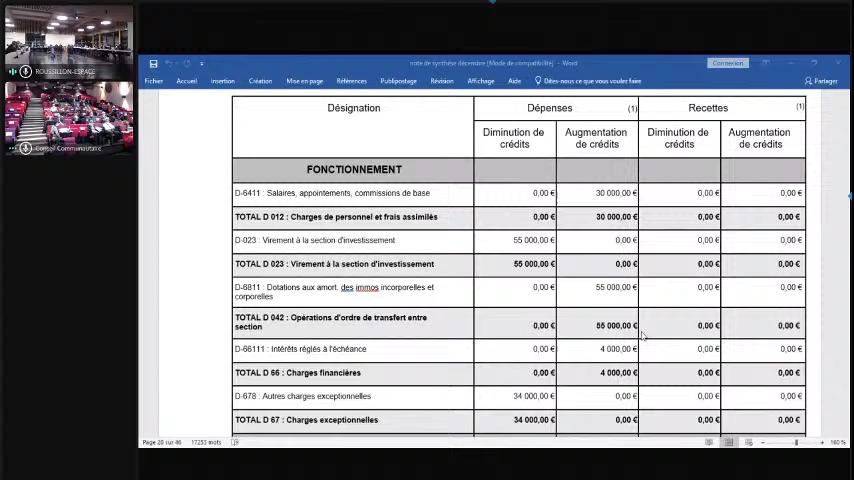 ROUSSILLON-ESPACE
Conseil Communautaire
note de synthèse décembre [Mode de compatibilité] - Word
Connexion
Fichier Accueil Insertion Création Mise en page Références Publipostage Révision Affichage Aide Dites-nous ce que vous voulez faire Partager
Désignation Dépenses (1) Recettes (1)
Diminution de crédits Augmentation de crédits Diminution de crédits Augmentation de crédits
FONCTIONNEMENT
D-6411 : Salaires, appointements, commissions de base 0,00 € 30 000,00 € 0,00 € 0,00 €
TOTAL D 012 : Charges de personnel et frais assimilés 0,00 € 30 000,00 € 0,00 € 0,00 €
D-023 : Virement à la section d'investissement 55 000,00 € 0,00 € 0,00 € 0,00 €
TOTAL D 023 : Virement à la section d'investissement 55 000,00 € 0,00 € 0,00 € 0,00 €
D-6811 : Dotations aux amort. des immos incorporelles et 0,00 € 55 000,00 € 0,00 € 0,00 €
corporelles
TOTAL D 042 : Opérations d'ordre de transfert entre
section 0,00 € 55 000,00 € 0,00 € 0,00 €
D-66111 : Intérêts réglés à l'échéance 0,00 € 4 000,00 € 0,00 € 0,00 €
TOTAL D 66 : Charges financières 0,00 € 4 000,00 € 0,00 € 0,00 €
D-678 : Autres charges exceptionnelles 34 000,00 € 0,00 € 0,00 € 0,00 €
TOTAL D 67 : Charges exceptionnelles 34 000,00 € 0,00 € 0,00 € 0,00 €
Page 20 sur 46 17253 mots 160 %